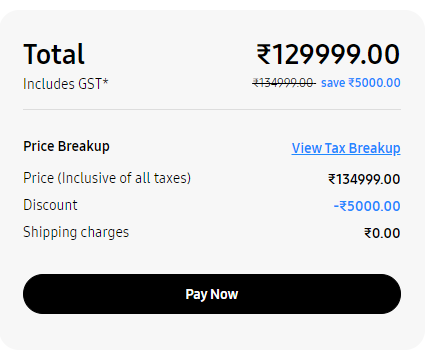 Total ₹129999.00
Includes GST* ₹134999.00 save ₹5000.00
Price Breakup View Tax Breakup
Price (Inclusive of all taxes) ₹134999.00
Discount -₹5000.00
Shipping charges ₹0.00
Pay Now